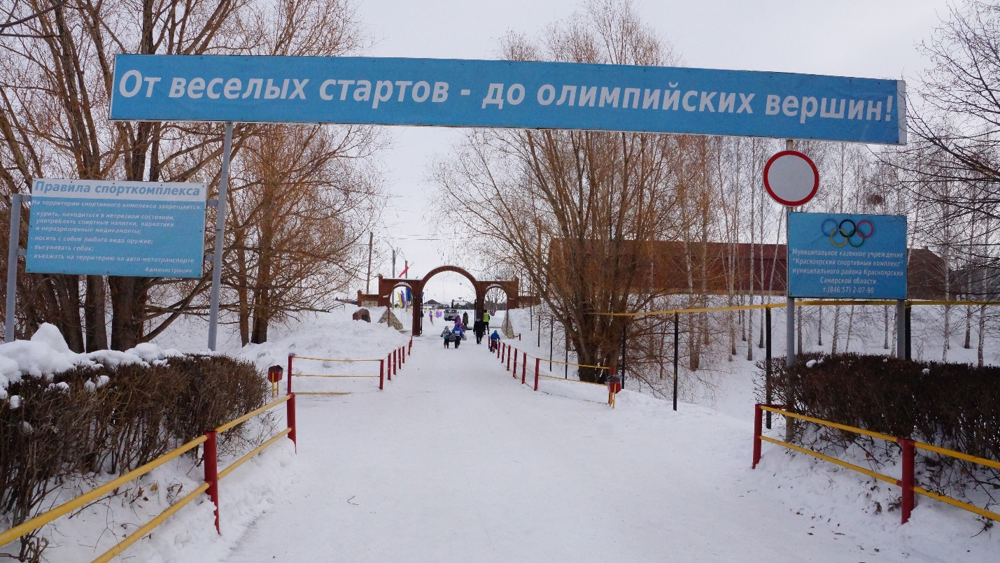 От веселых стартов - до олимпийских вершин!
Правила спорткомплекса
На территории спортивного комплекса запрещается:
- курить, находиться в нетрезвом состоянии,
употреблять спиртные напитки, наркотики
и неразрешенные медикаменты;
- носить с собой любого вида оружие;
- выгуливать собак;
- въезжать на территорию на авто-мототранспорте
Администрация
Муниципальное казенное учреждение
"Красноярский спортивный комплекс"
муниципального района Красноярский
Самарской области
т.(846 57) 2-07-90